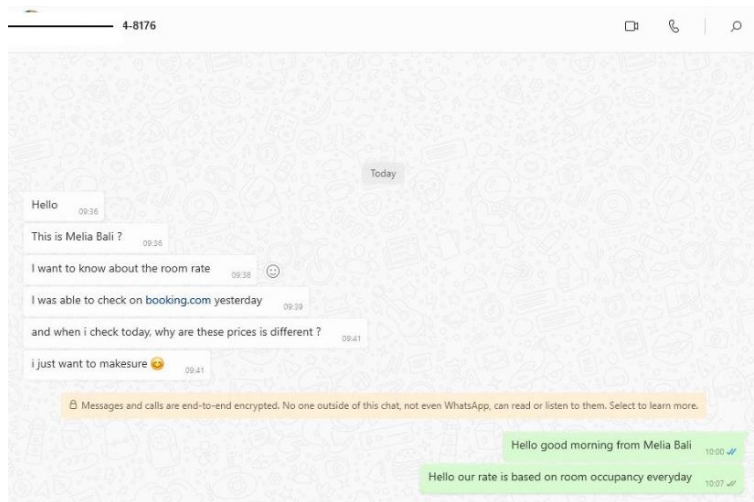 4-8176
Today
Hello 09:36
This is Melia Bali ? 09:36
I want to know about the room rate 09:38
I was able to check on booking.com yesterday 09:39
and when i check today, why are these prices is different ? 09:41
i just want to makesure 😊 09:41
Messages and calls are end-to-end encrypted. No one outside of this chat, not even WhatsApp, can read or listen to them. Select to learn more.
Hello good morning from Melia Bali 10:00
Hello our rate is based on room occupancy everyday 10:07